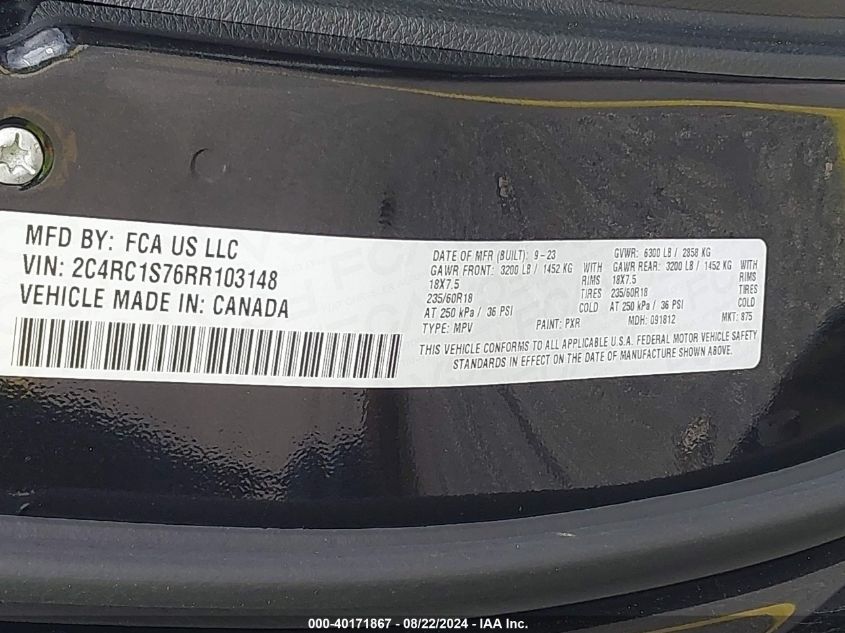 MFD BY: FCA US LLC
VIN: 2C4RC1S76RR103148
VEHICLE MADE IN: CANADA
DATE OF MFR (BUILT): 9-23 GVWR: 6300 LB / 2858 KG
GAWR FRONT: 3200 LB / 1452 KG WITH GAWR REAR: 3200 LB / 1452 KG WITH
18X7.5 RIMS 18X7.5 RIMS
235/60R18 TIRES 235/60R18 TIRES
AT 250 kPa / 36 PSI COLD AT 250 kPa / 36 PSI COLD
TYPE: MPV PAINT: PXR MDH: 091812 MKT: 875
THIS VEHICLE CONFORMS TO ALL APPLICABLE U.S.A. FEDERAL MOTOR VEHICLE SAFETY
STANDARDS IN EFFECT ON THE DATE OF MANUFACTURE SHOWN ABOVE.
000-40171867 - 08/22/2024 - IAA Inc.